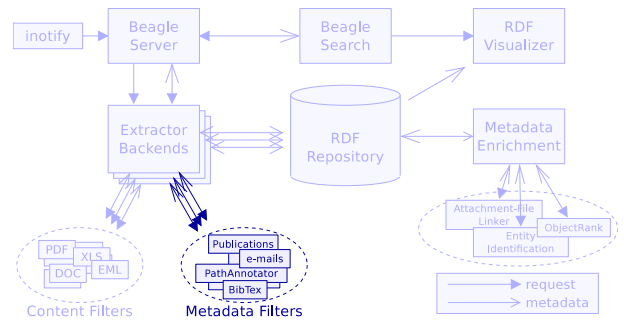 inotify
Beagle
Server
Beagle
Search
RDF
Visualizer
Extractor
Backends
RDF
Repository
Metadata
Enrichment
Attachment-File
Linker
ObjectRank
Entity
Identification
PDF
XLS
DOC
EML
Content Filters
Publications
e-mails
PathAnnotator
BibTex
Metadata Filters
request
metadata